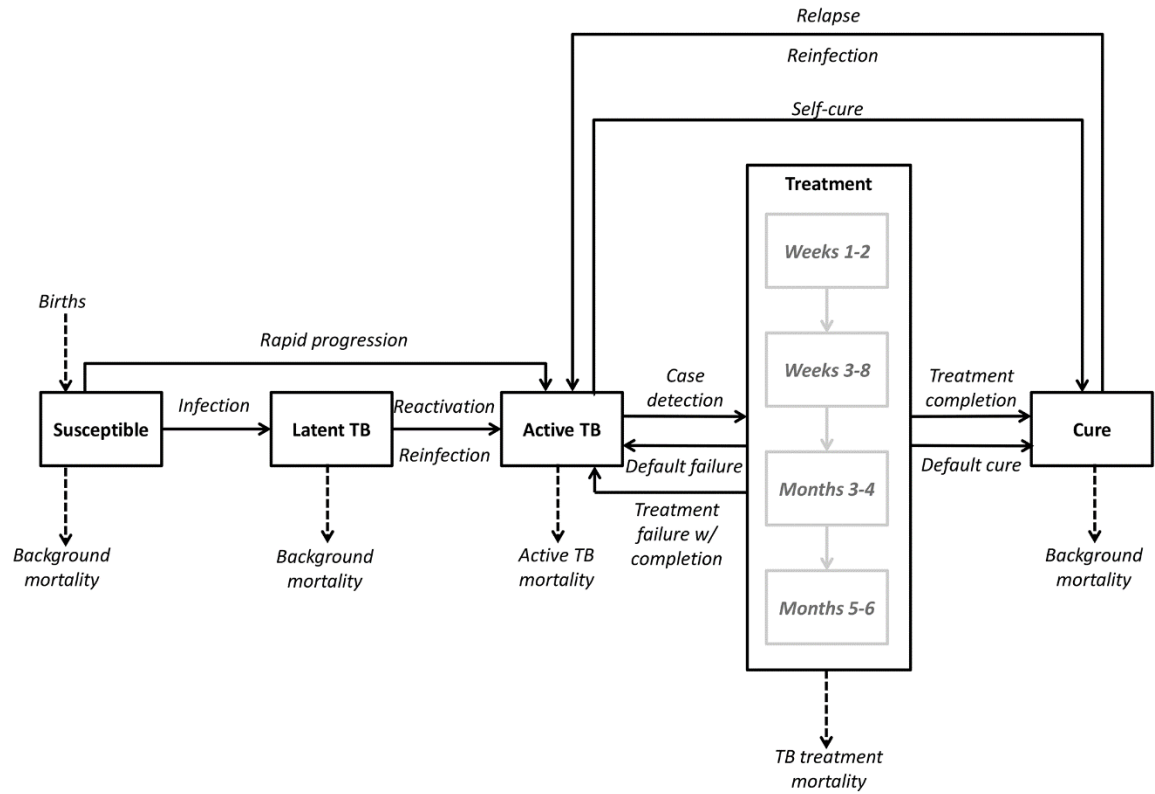 Relapse
Reinfection
Self-cure
Treatment
Weeks 1-2
Births
Rapid progression
Weeks 3-8
Case
detection
Treatment
completion
Susceptible
Infection
Latent TB
Reactivation
Reinfection
Active TB
Default failure
Default cure
Cure
Months 3-4
Treatment
failure w/
completion
Background
mortality
Background
mortality
Active TB
mortality
Background
mortality
Months 5-6
TB treatment
mortality